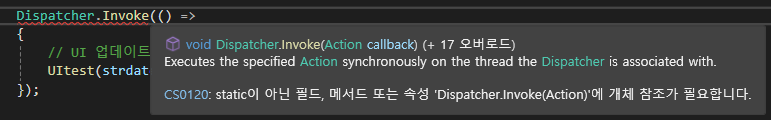 Dispatcher.Invoke(() =>
{
void Dispatcher.Invoke(Action callback) (+ 17 오버로드)
// UI 업데이트
Executes the specified Action synchronously on the thread the Dispatcher is associated with.
UItest(strdat
});
CS0120: static이 아닌 필드, 메서드 또는 속성 'Dispatcher.Invoke(Action)'에 개체 참조가 필요합니다.